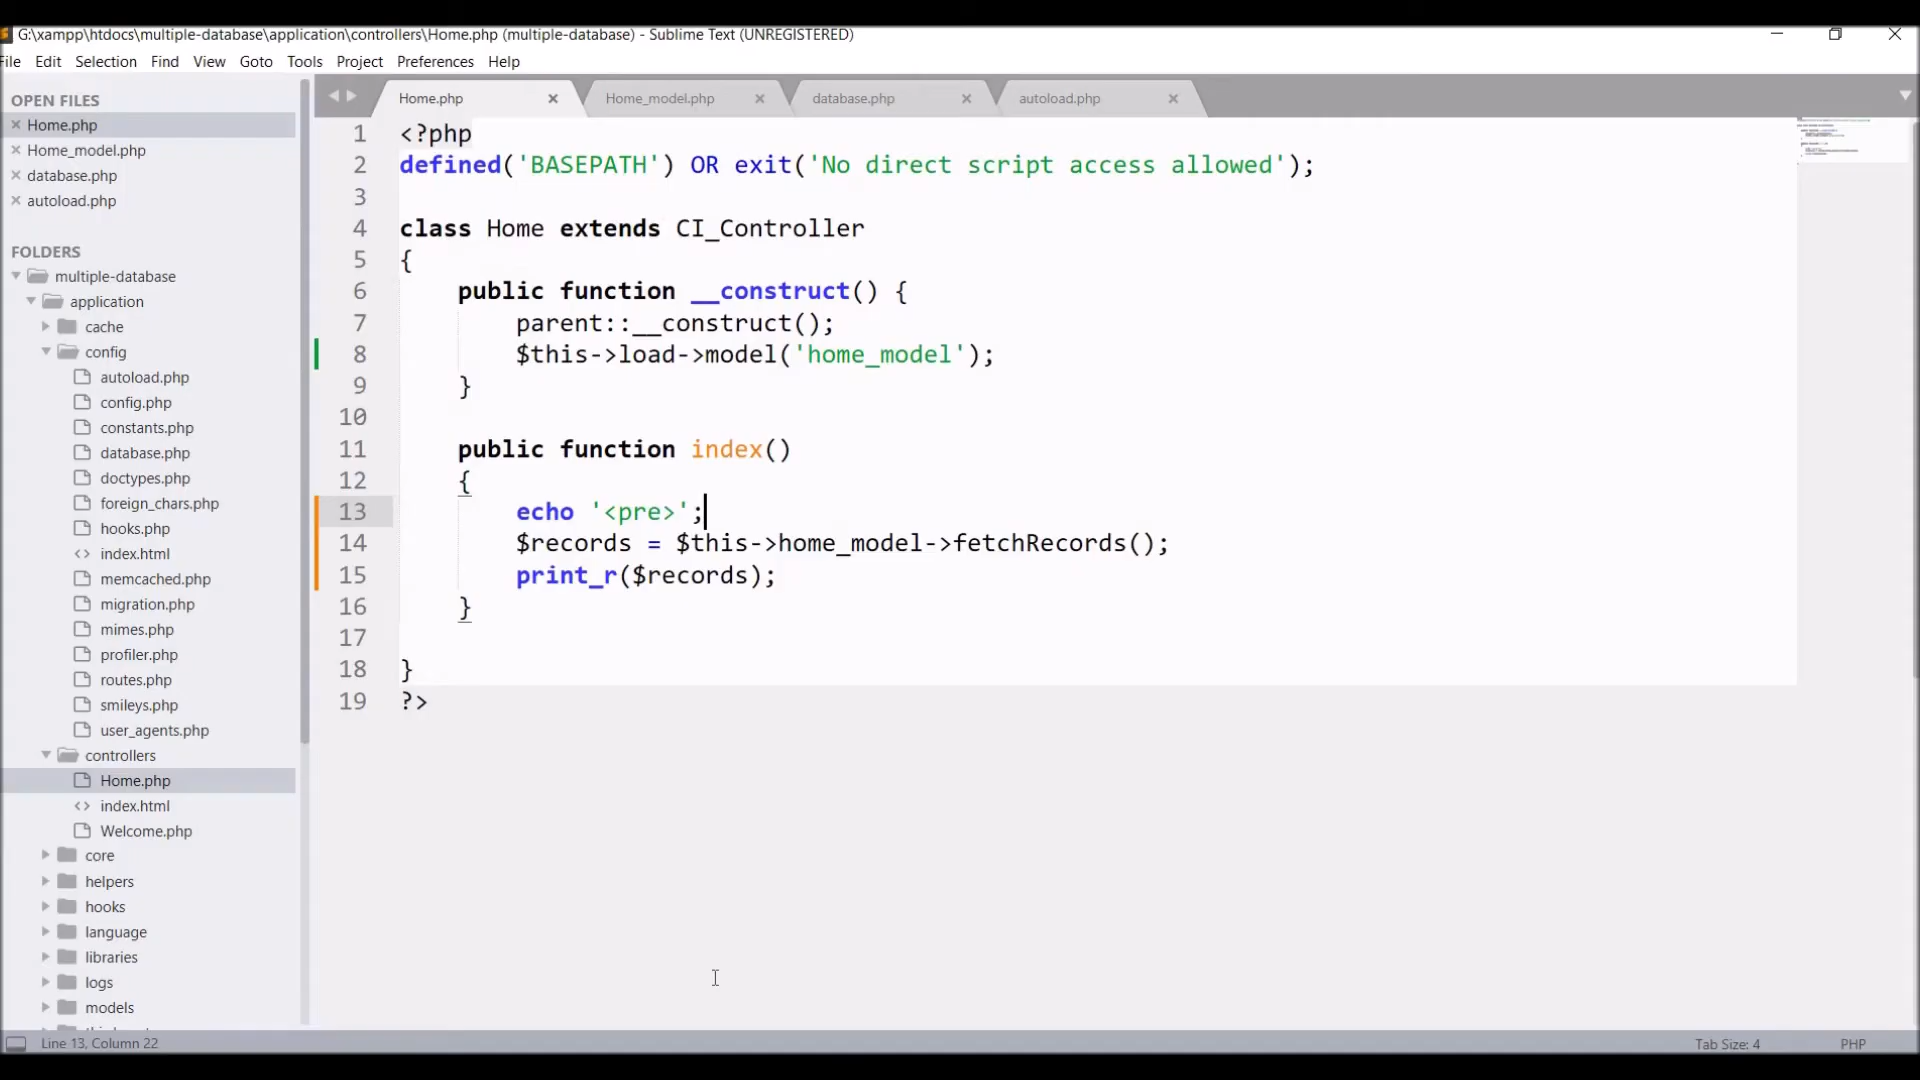 G:\xampp\htdocs\multiple-database\application\controllers\Home.php (multiple-database) - Sublime Text (UNREGISTERED)
File Edit Selection Find View Goto Tools Project Preferences Help
OPEN FILES
Home.php
Home_model.php
database.php
autoload.php
FOLDERS
multiple-database
application
cache
config
autoload.php
config.php
constants.php
database.php
doctypes.php
foreign_chars.php
hooks.php
index.html
memcached.php
migration.php
mimes.php
profiler.php
routes.php
smileys.php
user_agents.php
controllers
Home.php
index.html
Welcome.php
core
helpers
hooks
language
libraries
logs
models
Home.php Home_model.php database.php autoload.php
1 <?php
2 defined('BASEPATH') OR exit('No direct script access allowed');
3
4 class Home extends CI_Controller
5 {
6 public function __construct() {
7 parent::__construct();
8 $this->load->model('home_model');
9 }
10
11 public function index()
12 {
13 echo '<pre>';
14 $records = $this->home_model->fetchRecords();
15 print_r($records);
16 }
17
18 }
19 ?>
Line 13, Column 22
Tab Size: 4 PHP